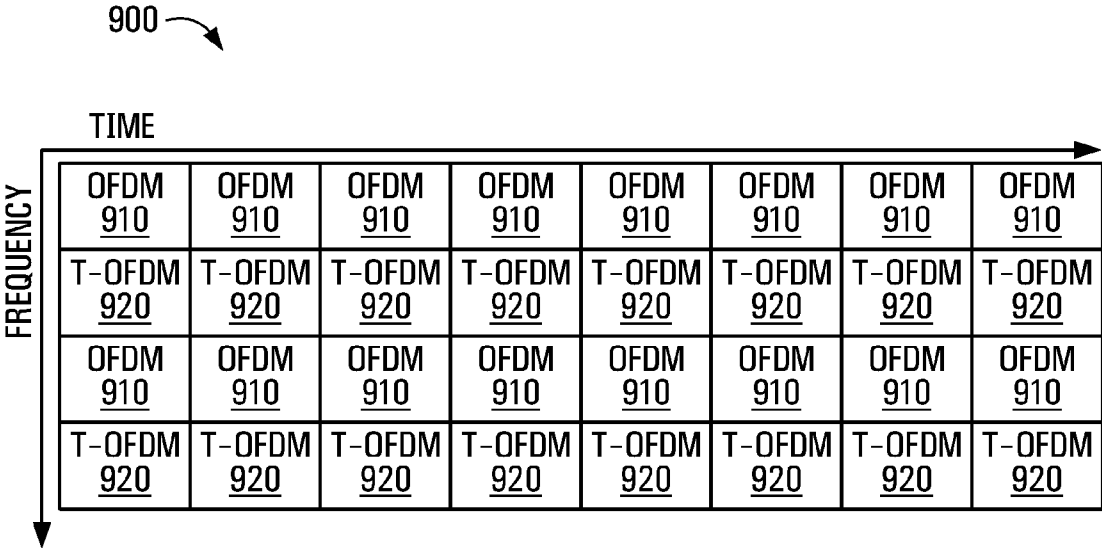 900
TIME
FREQUENCY
OFDM OFDM OFDM OFDM OFDM OFDM OFDM OFDM
910 910 910 910 910 910 910 910
T-OFDM T-OFDM T-OFDM T-OFDM T-OFDM T-OFDM T-OFDM T-OFDM
920 920 920 920 920 920 920 920
OFDM OFDM OFDM OFDM OFDM OFDM OFDM OFDM
910 910 910 910 910 910 910 910
T-OFDM T-OFDM T-OFDM T-OFDM T-OFDM T-OFDM T-OFDM T-OFDM
920 920 920 920 920 920 920 920